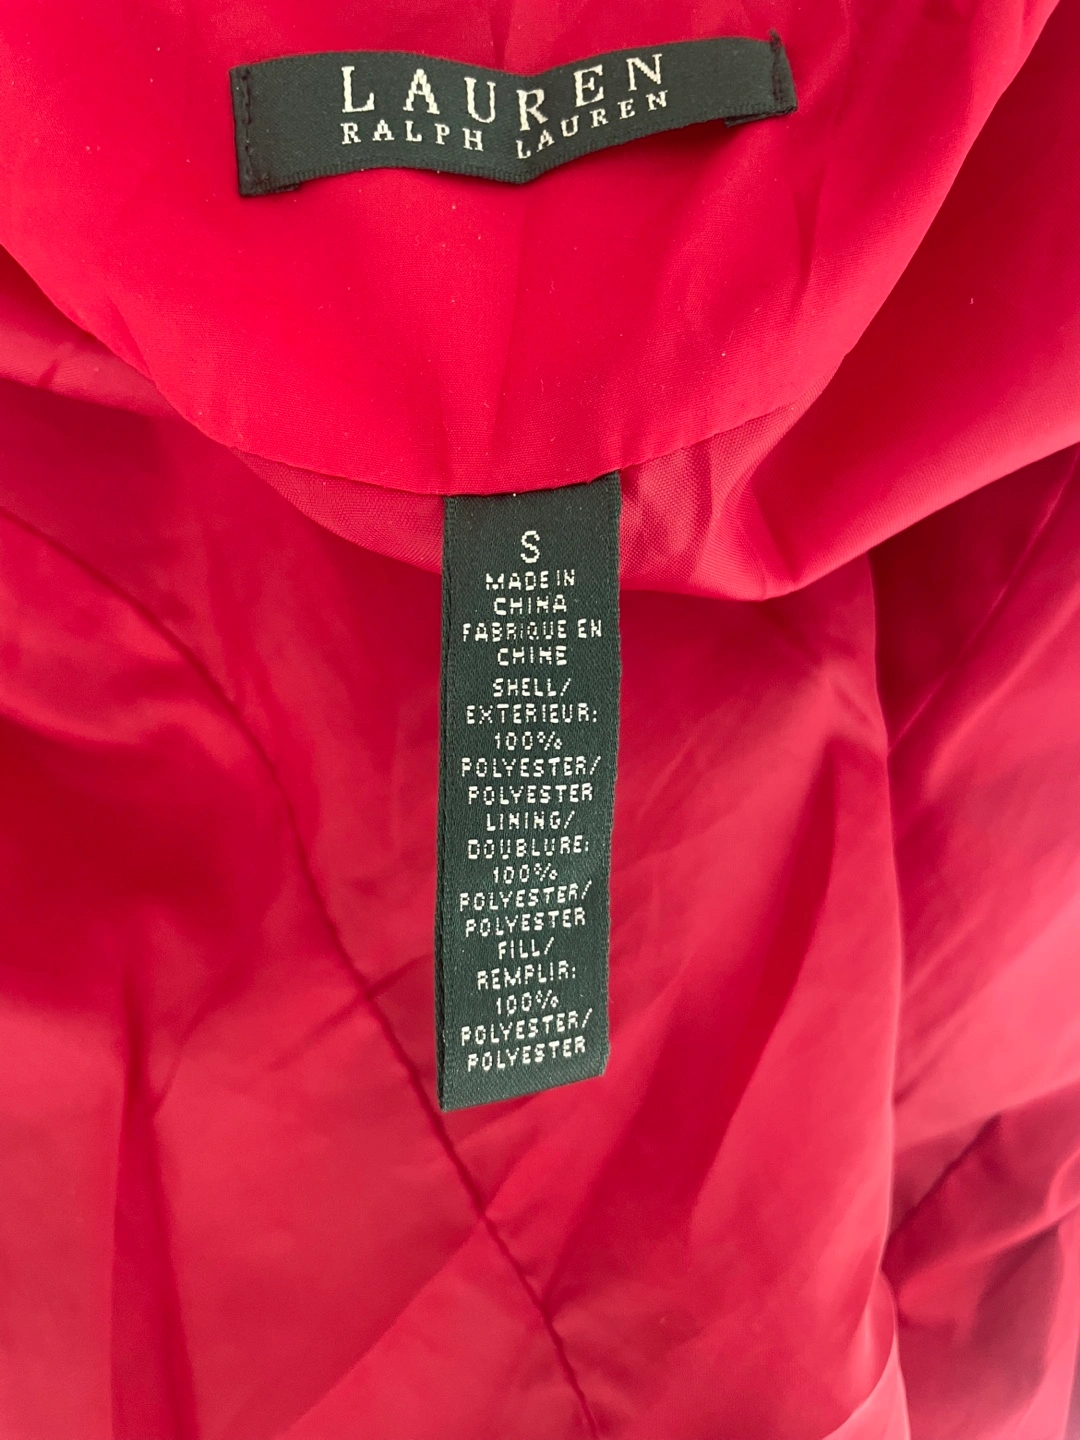 LAUREN
RALPH LAUREN
S
MADE IN
CHINA
FABRIQUE EN
CHINE
SHELL/
EXTERIEUR:
100%
POLYESTER/
POLYESTER
LINING/
DOUBLURE:
100%
POLYESTER/
POLYESTER
FILL/
REMPLIR:
100%
POLYESTER/
POLYESTER